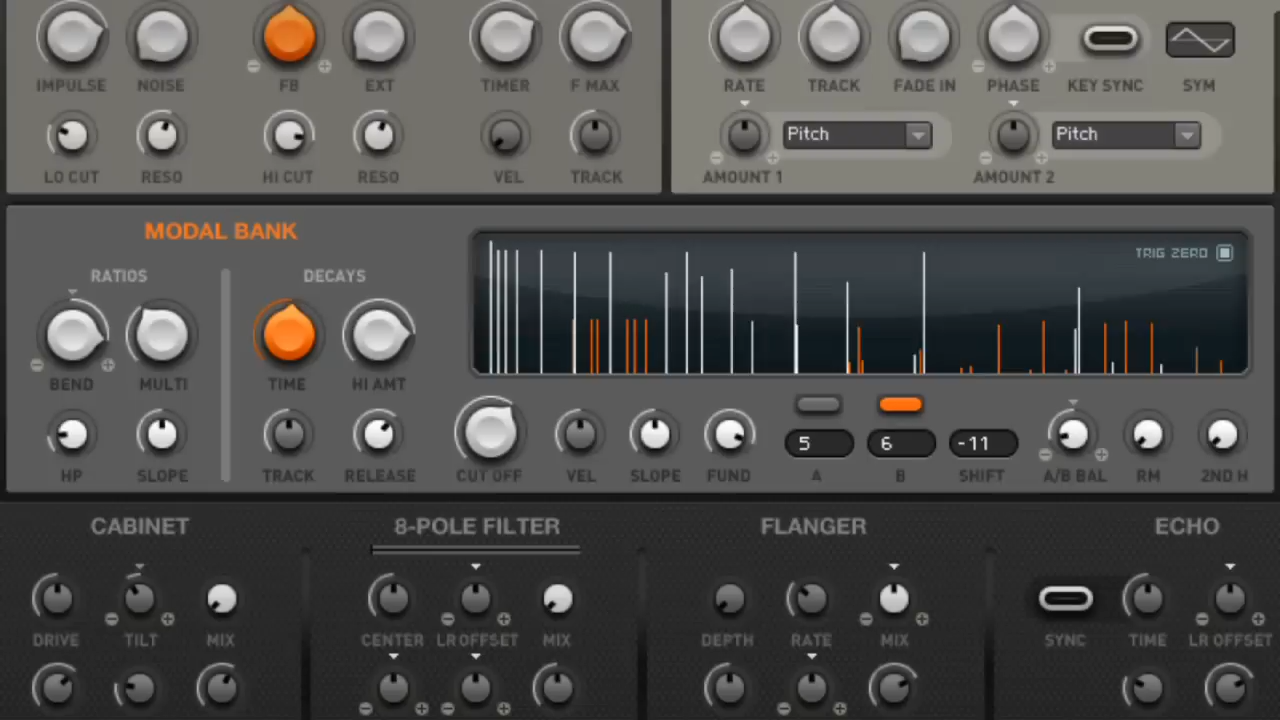 IMPULSE NOISE FB EXT TIMER F MAX
RATE TRACK FADE IN PHASE KEY SYNC SYM
Pitch Pitch
LO CUT RESO HI CUT RESO VEL TRACK
AMOUNT 1 AMOUNT 2
MODAL BANK
TRIG ZERO
RATIOS DECAYS
BEND MULTI TIME HI AMT
5 6 -11
HP SLOPE TRACK RELEASE CUT OFF VEL SLOPE FUND A B SHIFT A/B BAL RM 2ND H
CABINET 8-POLE FILTER FLANGER ECHO
DRIVE TILT MIX CENTER LR OFFSET MIX DEPTH RATE MIX SYNC TIME LR OFFSET